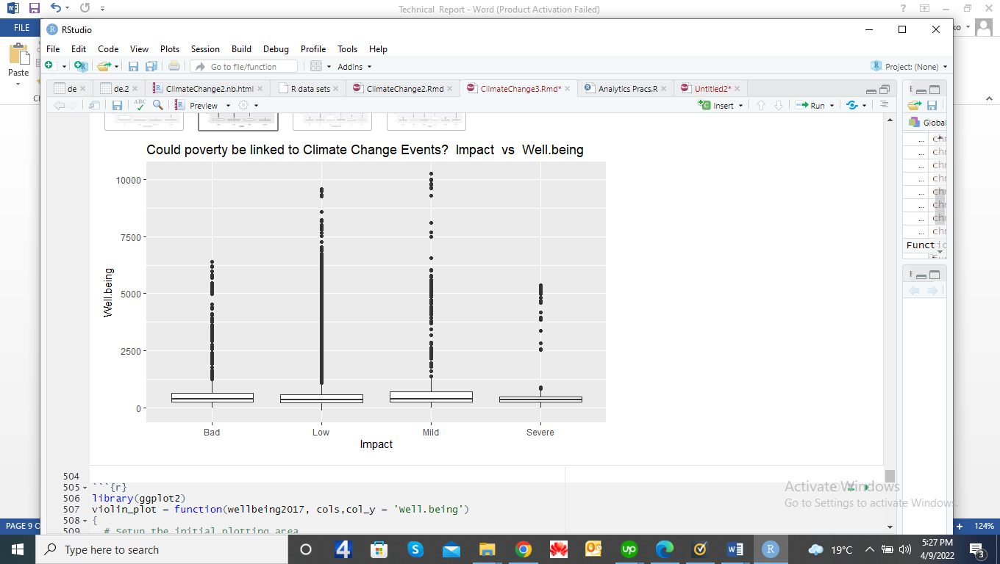 Technical Report - Word (Product Activation Failed)
FILE
RStudio
ko
File Edit Code View Plots Session Build Debug Profile Tools Help
Paste
Go to file/function
Addins
Project: (None)
de
de.2
ClimateChange2.nb.html
R data sets
ClimateChange2.Rmd
ClimateChange3.Rmd*
Analytics Pracs.R
Untitled2*
ABC
Preview
Insert
Run
Global
Could poverty be linked to Climate Change Events? Impact vs Well.being
10000
7500
5000
2500
0
Well.being
Bad Low Mild Severe
Impact
... chr
... chr
... chr
... chr
... chr
... chr
... chr
... chr
Functio
504
505 ```{r}
506 library(ggplot2)
507 violin_plot = function(wellbeing2017, cols,col_y = 'Well.being')
508 {
509 # Setup the initial plotting area
Activate Windows
Go to Settings to activate Windows.
PAGE 9 O
124%
Type here to search
19°C
5:27 PM
4/9/2022
3